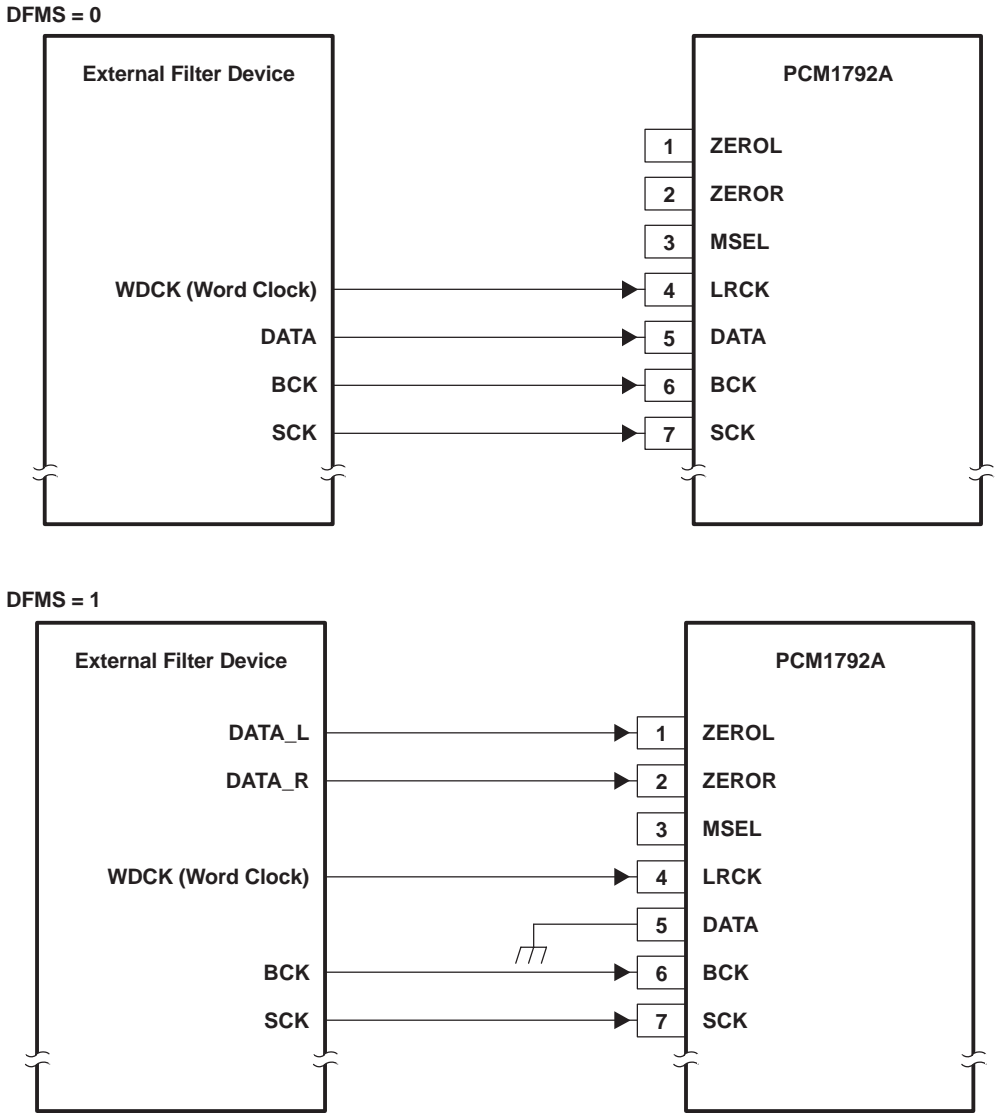 DFMS = 0
External Filter Device
PCM1792A
1 ZEROL
2 ZEROR
3 MSEL
WDCK (Word Clock) 4 LRCK
DATA 5 DATA
BCK 6 BCK
SCK 7 SCK
DFMS = 1
External Filter Device
PCM1792A
DATA_L 1 ZEROL
DATA_R 2 ZEROR
3 MSEL
WDCK (Word Clock) 4 LRCK
5 DATA
BCK 6 BCK
SCK 7 SCK